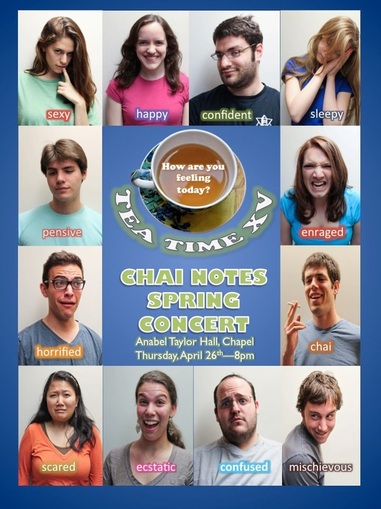 sexy
happy
confident
sleepy
How are you
feeling
today?
TEA TIME XV
pensive
enraged
CHAI NOTES
SPRING
CONCERT
Anabel Taylor Hall, Chapel
Thursday, April 26th—8pm
horrified
chai
scared
ecstatic
confused
mischievous